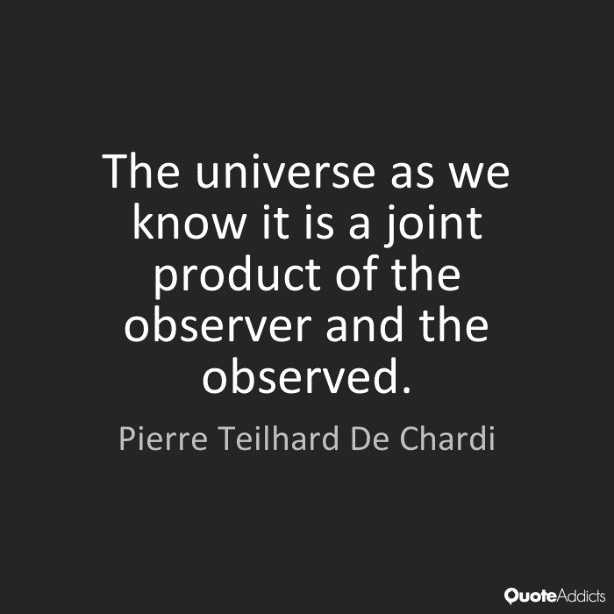 The universe as we
know it is a joint
product of the
observer and the
observed.
Pierre Teilhard De Chardi
QuoteAddicts